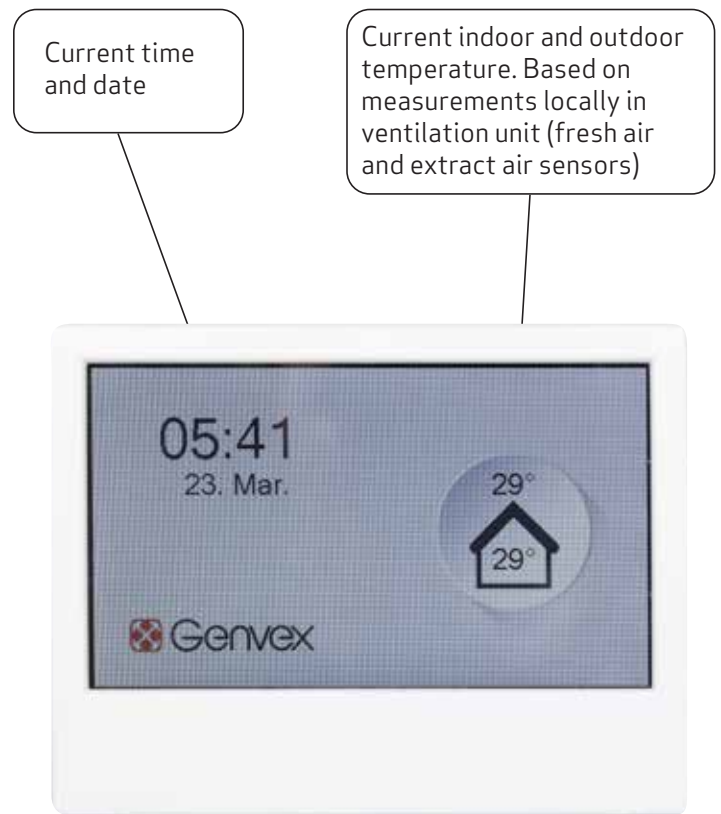 Current time
and date
Current indoor and outdoor
temperature. Based on
measurements locally in
ventilation unit (fresh air
and extract air sensors)
05:41
23. Mar.
29°
29°
Genvex